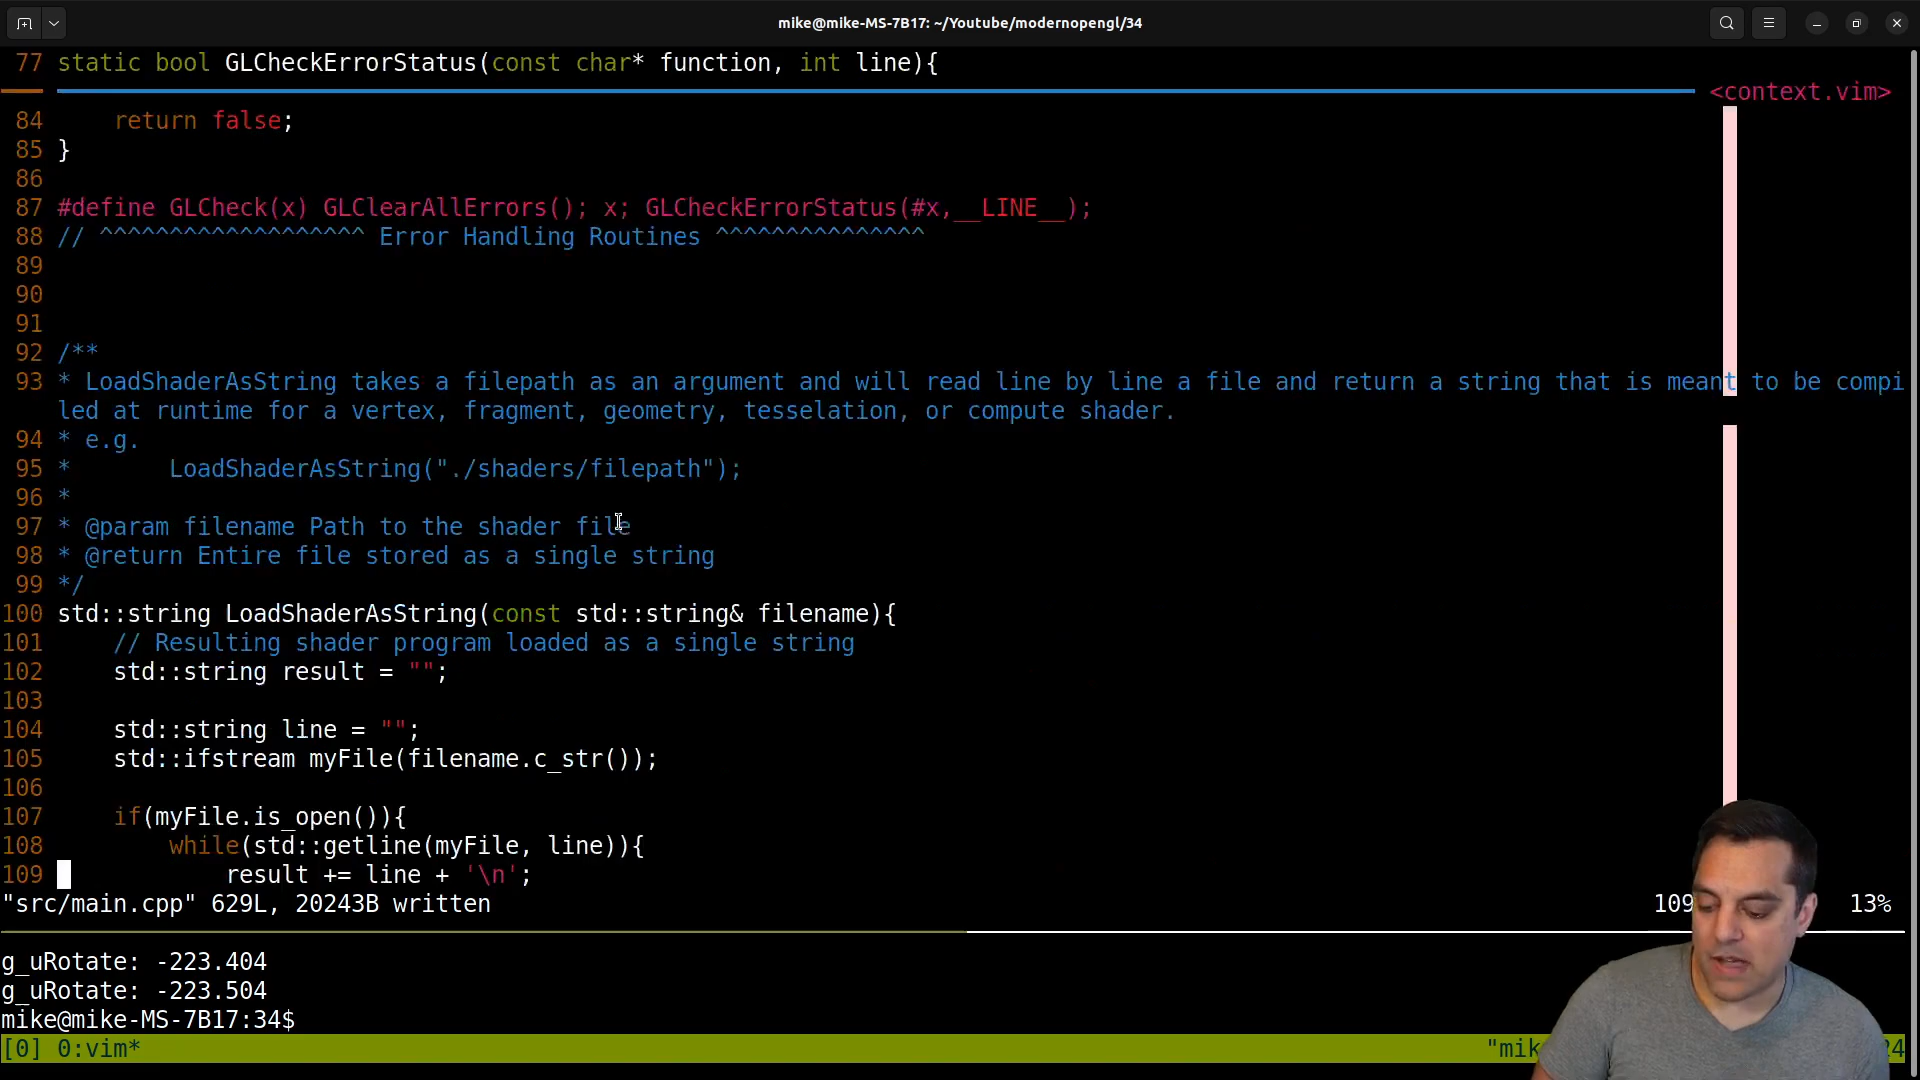 mike@mike-MS-7B17: ~/Youtube/modernopengl/34
77 static bool GLCheckErrorStatus(const char* function, int line){
<context.vim>
84     return false;
85 }
86
87 #define GLCheck(x) GLClearAllErrors(); x; GLCheckErrorStatus(#x,__LINE__);
88 // ^^^^^^^^^^^^^^^^^^^ Error Handling Routines ^^^^^^^^^^^^^^^
89
90
91
92 /**
93 * LoadShaderAsString takes a filepath as an argument and will read line by line a file and return a string that is meant to be compi
led at runtime for a vertex, fragment, geometry, tesselation, or compute shader.
94 * e.g.
95 *       LoadShaderAsString("./shaders/filepath");
96 *
97 * @param filename Path to the shader file
98 * @return Entire file stored as a single string
99 */
100 std::string LoadShaderAsString(const std::string& filename){
101     // Resulting shader program loaded as a single string
102     std::string result = "";
103
104     std::string line = "";
105     std::ifstream myFile(filename.c_str());
106
107     if(myFile.is_open()){
108         while(std::getline(myFile, line)){
109             result += line + '\n';
"src/main.cpp" 629L, 20243B written 109 13%
g_uRotate: -223.404
g_uRotate: -223.504
mike@mike-MS-7B17:34$
[0] 0:vim* "mik 24